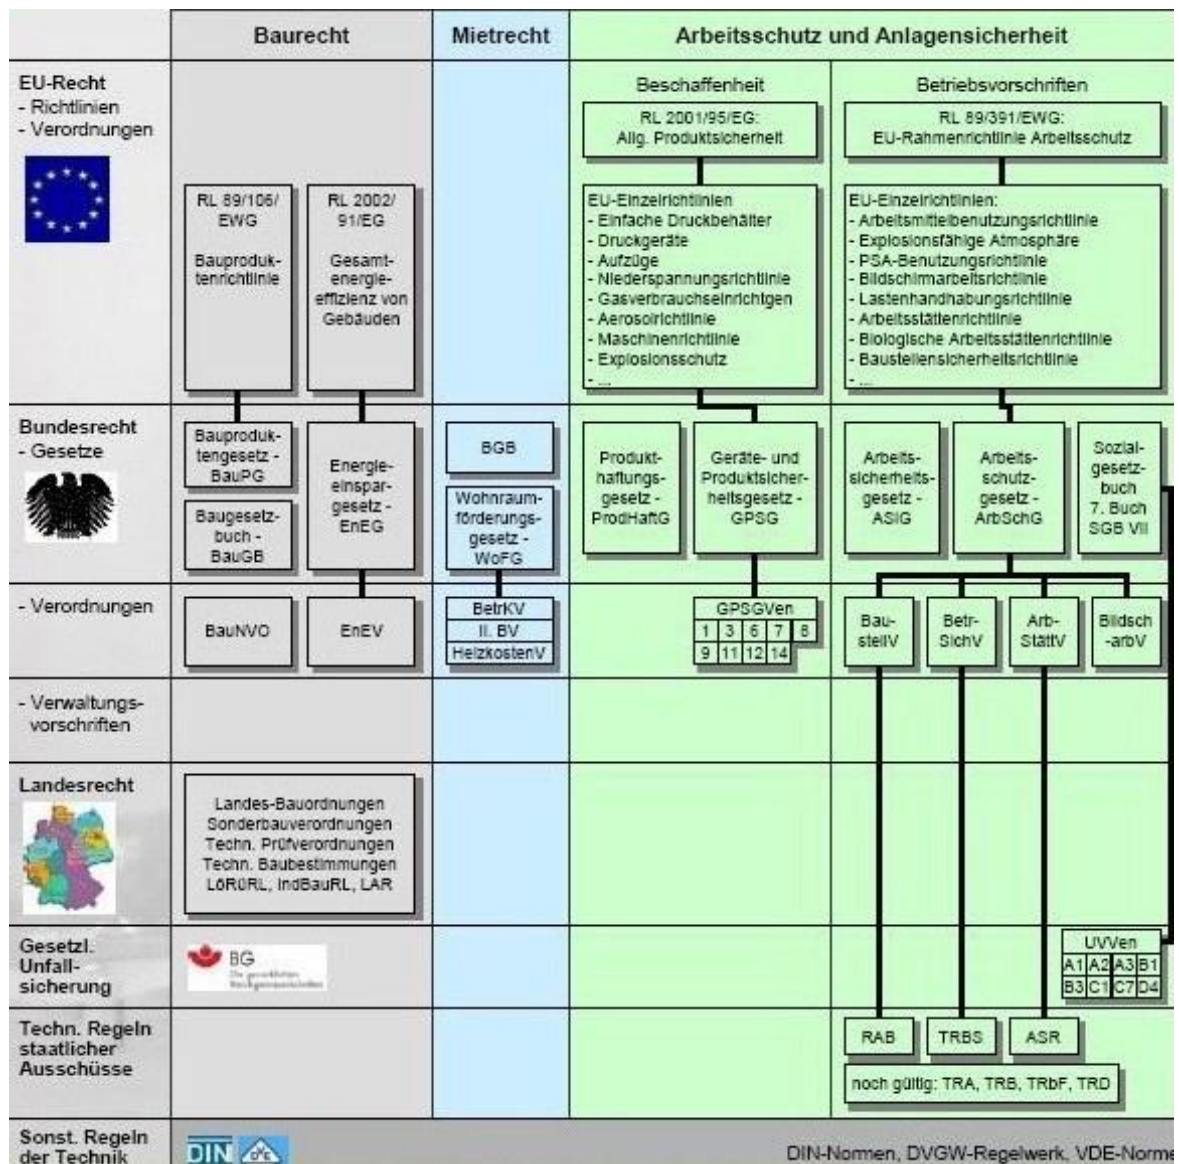 Baurecht
Mietrecht
Arbeitsschutz und Anlagensicherheit
EU-Recht
- Richtlinien
- Verordnungen
Beschaffenheit
Betriebsvorschriften
RL 2001/95/EG:
Allg. Produktsicherheit
RL 89/391/EWG:
EU-Rahmenrichtlinie Arbeitsschutz
RL 89/106/
EWG
Bauproduk-
tenrichtlinie
RL 2002/
91/EG
Gesamt-
energie-
effizienz von
Gebäuden
EU-Einzelrichtlinien
- Einfache Druckbehälter
- Druckgeräte
- Aufzüge
- Niederspannungsrichtlinie
- Gasverbrauchseinrichtgen
- Aerosolrichtlinie
- Maschinenrichtlinie
- Explosionsschutz
- ...
EU-Einzelrichtlinien:
- Arbeitsmittelbenutzungsrichtlinie
- Explosionsfähige Atmosphäre
- PSA-Benutzungsrichtlinie
- Bildschirmarbeitsrichtlinie
- Lastenhandhabungsrichtlinie
- Arbeitsstättenrichtlinie
- Biologische Arbeitsstättenrichtlinie
- Baustellensicherheitsrichtlinie
- ...
Bundesrecht
- Gesetze
Bauproduk-
tengesetz -
BauPG
Baugesetz-
buch -
BauGB
Energie-
einspar-
gesetz -
EnEG
BGB
Wohnraum-
förderungs-
gesetz -
WoFG
Produkt-
haftungs-
gesetz -
ProdHaftG
Geräte- und
Produktsicher-
heitsgesetz -
GPSG
Arbeits-
sicherheits-
gesetz -
ASiG
Arbeits-
schutz-
gesetz -
ArbSchG
Sozial-
gesetz-
buch
7. Buch
SGB VII
- Verordnungen
BauNVO
EnEV
BetrKV
II. BV
HeizkostenV
GPSGVen
1 3 6 7 8
9 11 12 14
Bau-
stellV
Betr-
SichV
Arb-
StättV
Bildsch
-arbV
- Verwaltungs-
vorschriften
Landesrecht
Landes-Bauordnungen
Sonderbauverordnungen
Techn. Prüfverordnungen
Techn. Baubestimmungen
LöRüRL, IndBauRL, LAR
Gesetzl.
Unfall-
sicherung
BG
UVVen
A1 A2 A3 B1
B3 C1 C7 D4
Techn. Regeln
staatlicher
Ausschüsse
RAB
TRBS
ASR
noch gültig: TRA, TRB, TRbF, TRD
Sonst. Regeln
der Technik
DIN
DIN-Normen, DVGW-Regelwerk, VDE-Norme